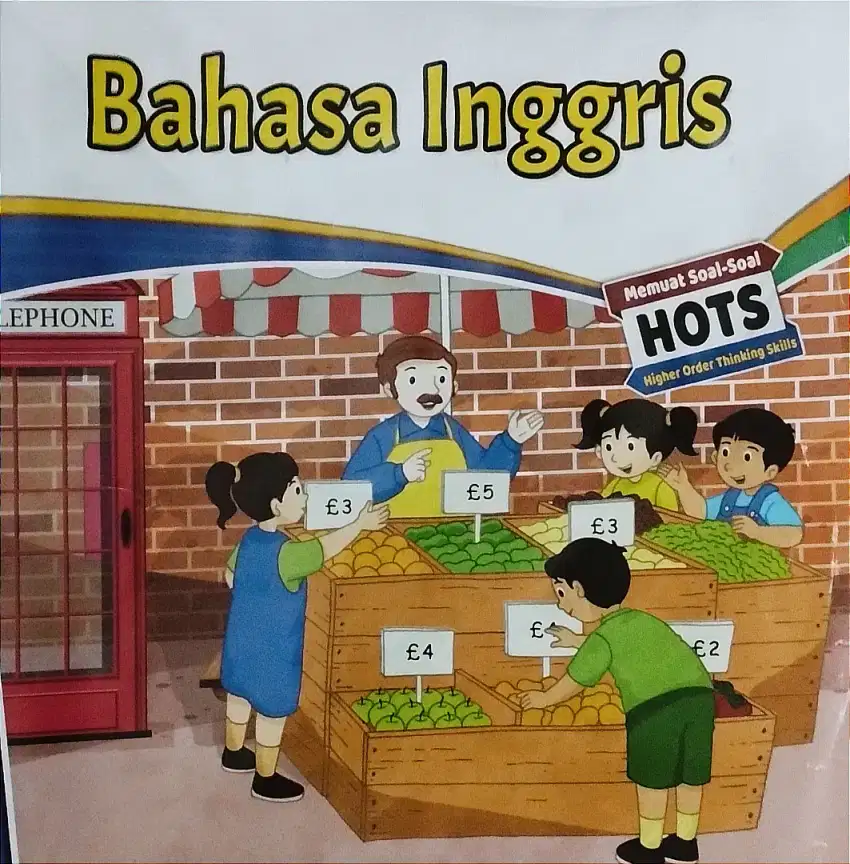 Bahasa Inggris
Memuat Soal-Soal
HOTS
Higher Order Thinking Skills
LEPHONE
£3
£5
£3
£4
£2